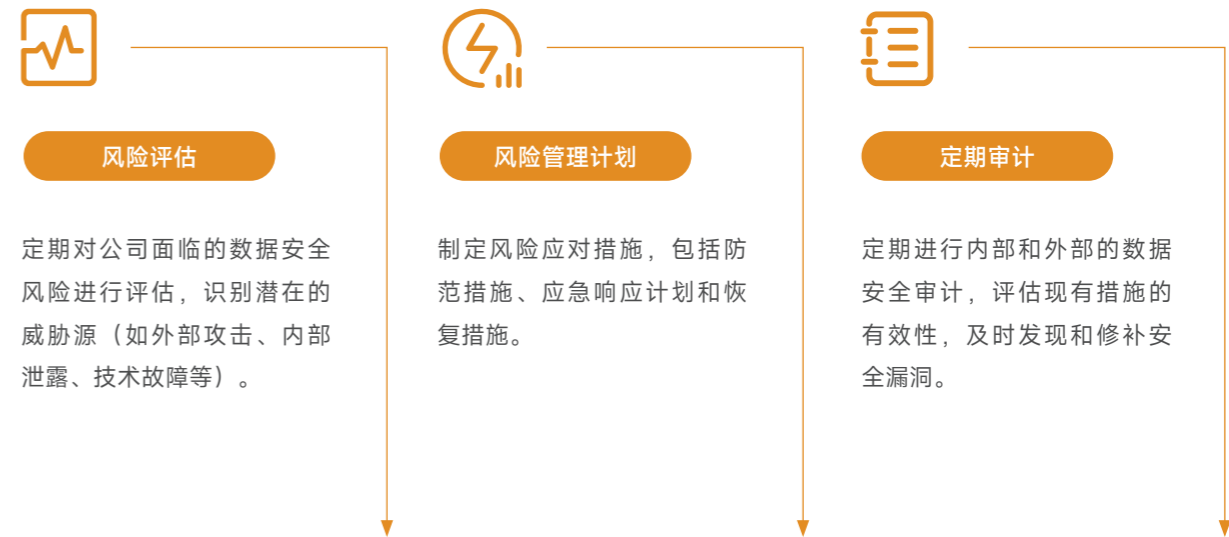 风险评估
定期对公司面临的数据安全
风险进行评估，识别潜在的
威胁源（如外部攻击、内部
泄露、技术故障等）。
风险管理计划
制定风险应对措施，包括防
范措施、应急响应计划和恢
复措施。
定期审计
定期进行内部和外部的数据
安全审计，评估现有措施的
有效性，及时发现和修补安
全漏洞。